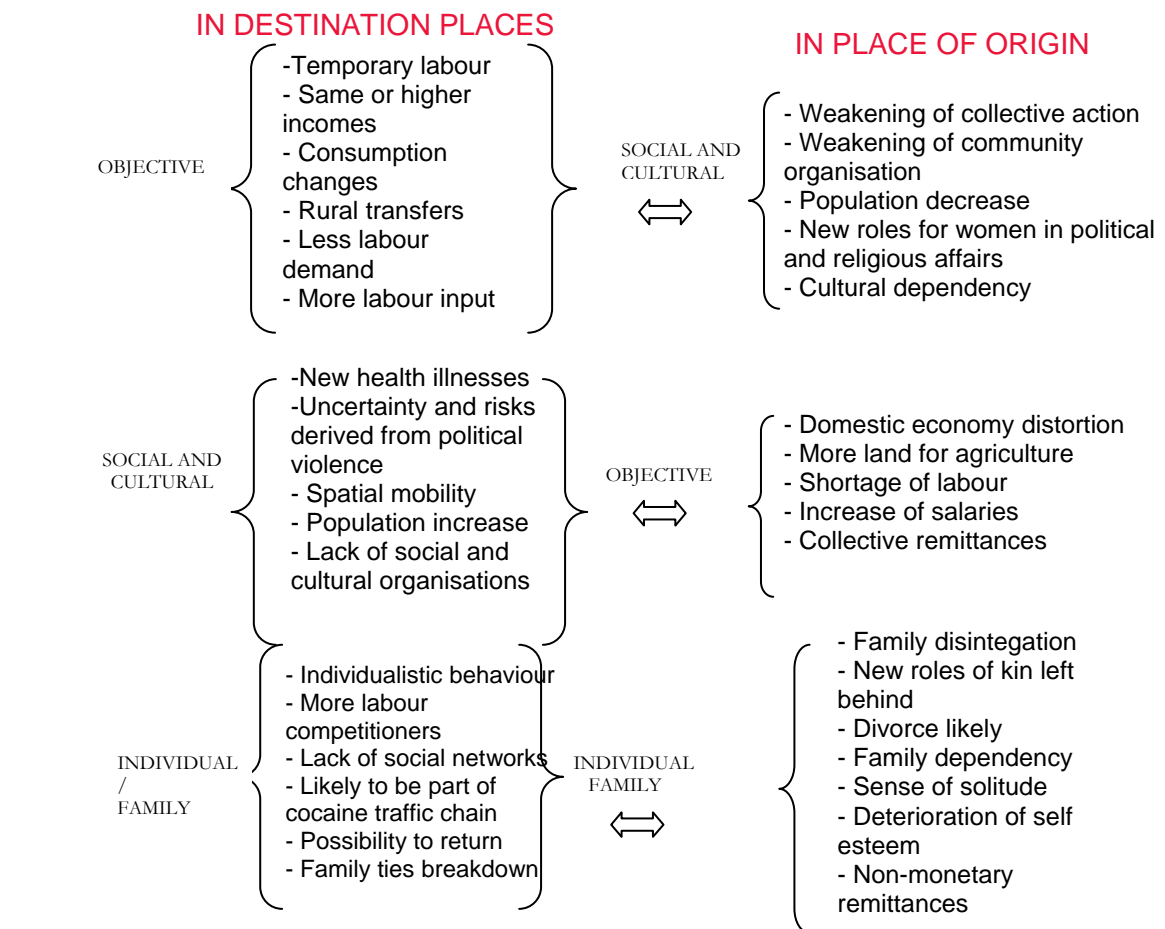 IN DESTINATION PLACES
IN PLACE OF ORIGIN
OBJECTIVE
-Temporary labour
- Same or higher
incomes
- Consumption
changes
- Rural transfers
- Less labour
demand
- More labour input
SOCIAL AND
CULTURAL
- Weakening of collective action
- Weakening of community
organisation
- Population decrease
- New roles for women in political
and religious affairs
- Cultural dependency
SOCIAL AND
CULTURAL
-New health illnesses
-Uncertainty and risks
derived from political
violence
- Spatial mobility
- Population increase
- Lack of social and
cultural organisations
OBJECTIVE
- Domestic economy distortion
- More land for agriculture
- Shortage of labour
- Increase of salaries
- Collective remittances
INDIVIDUAL
/
FAMILY
- Individualistic behaviour
- More labour
competitioners
- Lack of social networks
- Likely to be part of
cocaine traffic chain
- Possibility to return
- Family ties breakdown
INDIVIDUAL
FAMILY
- Family disintegation
- New roles of kin left
behind
- Divorce likely
- Family dependency
- Sense of solitude
- Deterioration of self
esteem
- Non-monetary
remittances